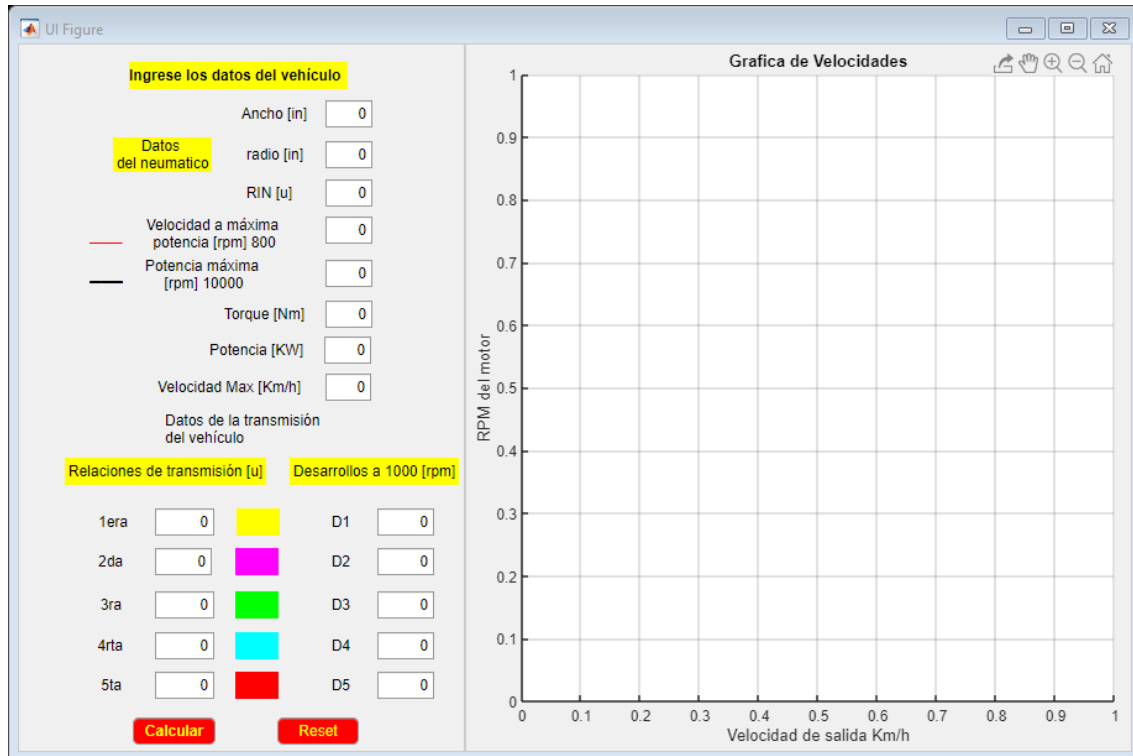 UI Figure
Ingrese los datos del vehículo
Ancho [in] 0
Datos
del neumatico
radio [in] 0
RIN [u] 0
Velocidad a máxima
potencia [rpm] 800
0
Potencia máxima
[rpm] 10000
0
Torque [Nm] 0
Potencia [KW] 0
Velocidad Max [Km/h] 0
Datos de la transmisión
del vehículo
Relaciones de transmisión [u] Desarrollos a 1000 [rpm]
1era 0 D1 0
2da 0 D2 0
3ra 0 D3 0
4rta 0 D4 0
5ta 0 D5 0
Calcular Reset
Grafica de Velocidades
1
0.9
0.8
0.7
0.6
0.5
0.4
0.3
0.2
0.1
0
RPM del motor
0 0.1 0.2 0.3 0.4 0.5 0.6 0.7 0.8 0.9 1
Velocidad de salida Km/h